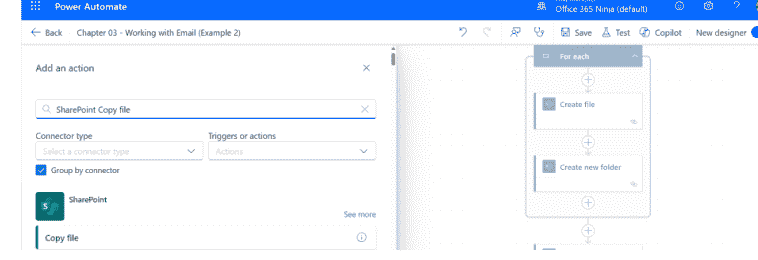 Power Automate
Office 365 Ninja (default)
Back
Chapter 03 - Working with Email (Example 2)
Save
Test
Copilot
New designer
Add an action
SharePoint Copy file
Connector type
Triggers or actions
Select a connector type
Actions
Group by connector
SharePoint
See more
Copy file
For each
Create file
Create new folder